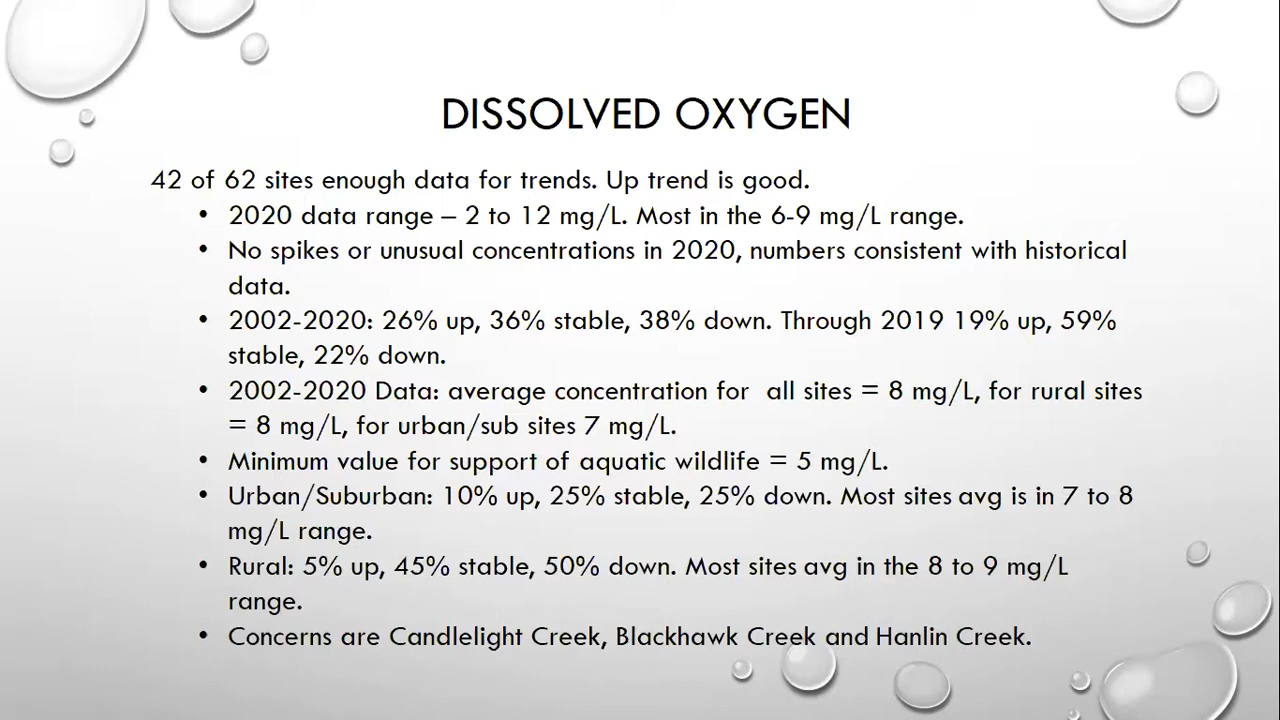 DISSOLVED OXYGEN
42 of 62 sites enough data for trends. Up trend is good.
• 2020 data range – 2 to 12 mg/L. Most in the 6-9 mg/L range.
• No spikes or unusual concentrations in 2020, numbers consistent with historical
data.
• 2002-2020: 26% up, 36% stable, 38% down. Through 2019 19% up, 59%
stable, 22% down.
• 2002-2020 Data: average concentration for  all sites = 8 mg/L, for rural sites
= 8 mg/L, for urban/sub sites 7 mg/L.
• Minimum value for support of aquatic wildlife = 5 mg/L.
• Urban/Suburban: 10% up, 25% stable, 25% down. Most sites avg is in 7 to 8
mg/L range.
• Rural: 5% up, 45% stable, 50% down. Most sites avg in the 8 to 9 mg/L
range.
• Concerns are Candlelight Creek, Blackhawk Creek and Hanlin Creek.